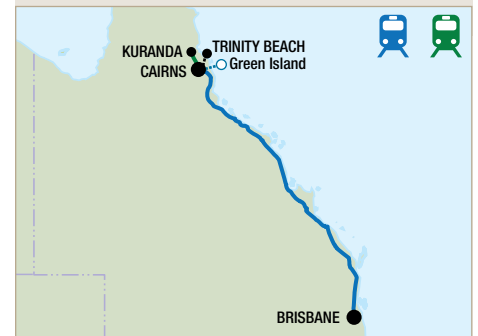 KURANDA
TRINITY BEACH
CAIRNS
Green Island
BRISBANE